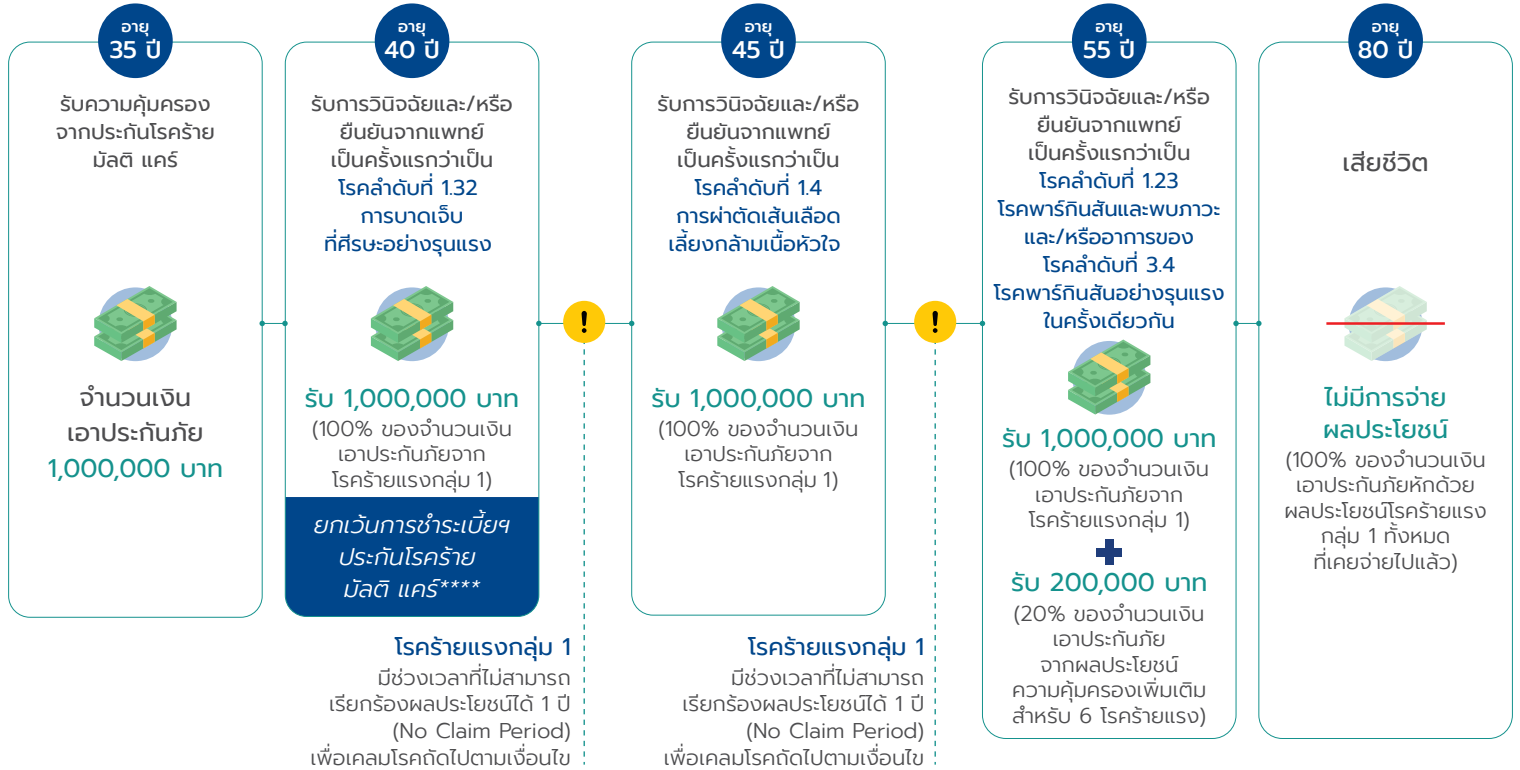 อายุ
35 ปี
รับความคุ้มครอง
จากประกันโรคร้าย
มัลติ แคร์
จำนวนเงิน
เอาประกันภัย
1,000,000 บาท
อายุ
40 ปี
รับการวินิจฉัยและ/หรือ
ยืนยันจากแพทย์
เป็นครั้งแรกว่าเป็น
โรคลำดับที่ 1.32
การบาดเจ็บ
ที่ศีรษะอย่างรุนแรง
รับ 1,000,000 บาท
(100% ของจำนวนเงิน
เอาประกันภัยจาก
โรคร้ายแรงกลุ่ม 1)
ยกเว้นการชำระเบี้ยฯ
ประกันโรคร้าย
มัลติ แคร์****
!
โรคร้ายแรงกลุ่ม 1
มีช่วงเวลาที่ไม่สามารถ
เรียกร้องผลประโยชน์ได้ 1 ปี
(No Claim Period)
เพื่อเคลมโรคถัดไปตามเงื่อนไข
อายุ
45 ปี
รับการวินิจฉัยและ/หรือ
ยืนยันจากแพทย์
เป็นครั้งแรกว่าเป็น
โรคลำดับที่ 1.4
การผ่าตัดเส้นเลือด
เลี้ยงกล้ามเนื้อหัวใจ
รับ 1,000,000 บาท
(100% ของจำนวนเงิน
เอาประกันภัยจาก
โรคร้ายแรงกลุ่ม 1)
!
โรคร้ายแรงกลุ่ม 1
มีช่วงเวลาที่ไม่สามารถ
เรียกร้องผลประโยชน์ได้ 1 ปี
(No Claim Period)
เพื่อเคลมโรคถัดไปตามเงื่อนไข
อายุ
55 ปี
รับการวินิจฉัยและ/หรือ
ยืนยันจากแพทย์
เป็นครั้งแรกว่าเป็น
โรคลำดับที่ 1.23
โรคพาร์กินสันและพบภาวะ
และ/หรืออาการของ
โรคลำดับที่ 3.4
โรคพาร์กินสันอย่างรุนแรง
ในครั้งเดียวกัน
รับ 1,000,000 บาท
(100% ของจำนวนเงิน
เอาประกันภัยจาก
โรคร้ายแรงกลุ่ม 1)
+
รับ 200,000 บาท
(20% ของจำนวนเงิน
เอาประกันภัย
จากผลประโยชน์
ความคุ้มครองเพิ่มเติม
สำหรับ 6 โรคร้ายแรง)
อายุ
80 ปี
เสียชีวิต
ไม่มีการจ่าย
ผลประโยชน์
(100% ของจำนวนเงิน
เอาประกันภัยหักด้วย
ผลประโยชน์โรคร้ายแรง
กลุ่ม 1 ทั้งหมด
ที่เคยจ่ายไปแล้ว)